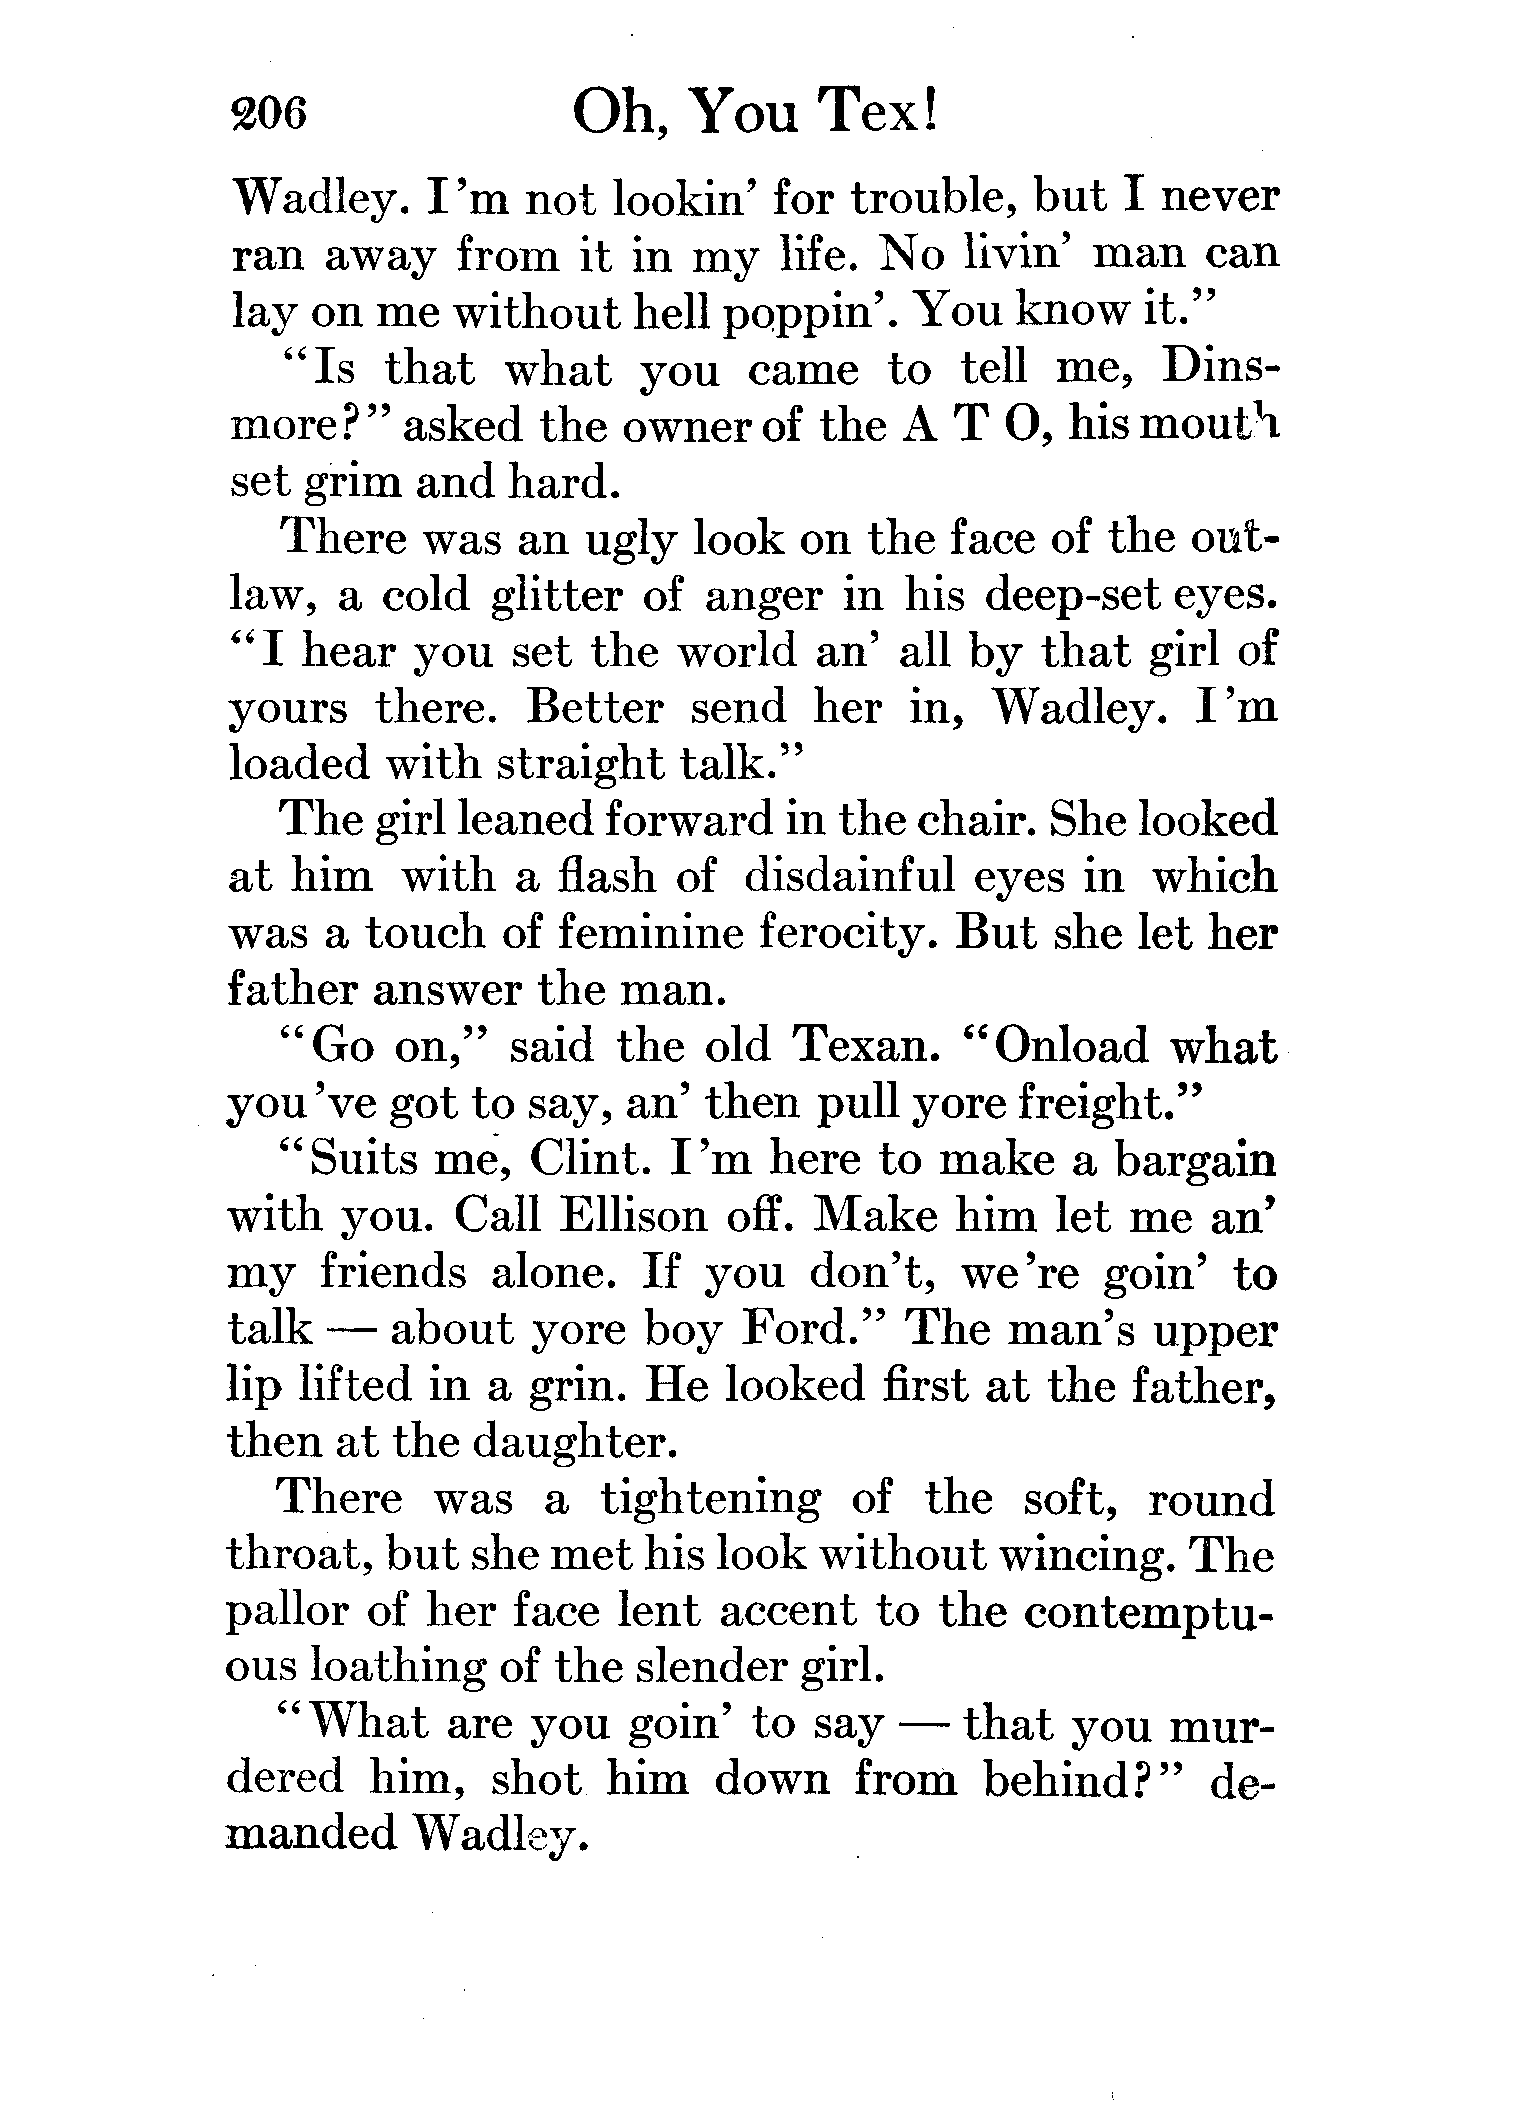 206 Oh, You Tex!
Wadley. I'm not lookin' for trouble, but I never
ran away from it in my life. No livin' man can
lay on me without hell poppin'. You know it."
"Is that what you came to tell me, Dins-
more?" asked the owner of the A T O, his mouth
set grim and hard.
There was an ugly look on the face of the out-
law, a cold glitter of anger in his deep-set eyes.
"I hear you set the world an' all by that girl of
yours there. Better send her in, Wadley. I'm
loaded with straight talk."
The girl leaned forward in the chair. She looked
at him with a flash of disdainful eyes in which
was a touch of feminine ferocity. But she let her
father answer the man.
"Go on," said the old Texan. "Onload what
you've got to say, an' then pull yore freight."
"Suits me, Clint. I'm here to make a bargain
with you. Call Ellison off. Make him let me an'
my friends alone. If you don't, we're goin' to
talk — about yore boy Ford." The man's upper
lip lifted in a grin. He looked first at the father,
then at the daughter.
There was a tightening of the soft, round
throat, but she met his look without wincing. The
pallor of her face lent accent to the contemptu-
ous loathing of the slender girl.
"What are you goin' to say — that you mur-
dered him, shot him down from behind?" de-
manded Wadley.